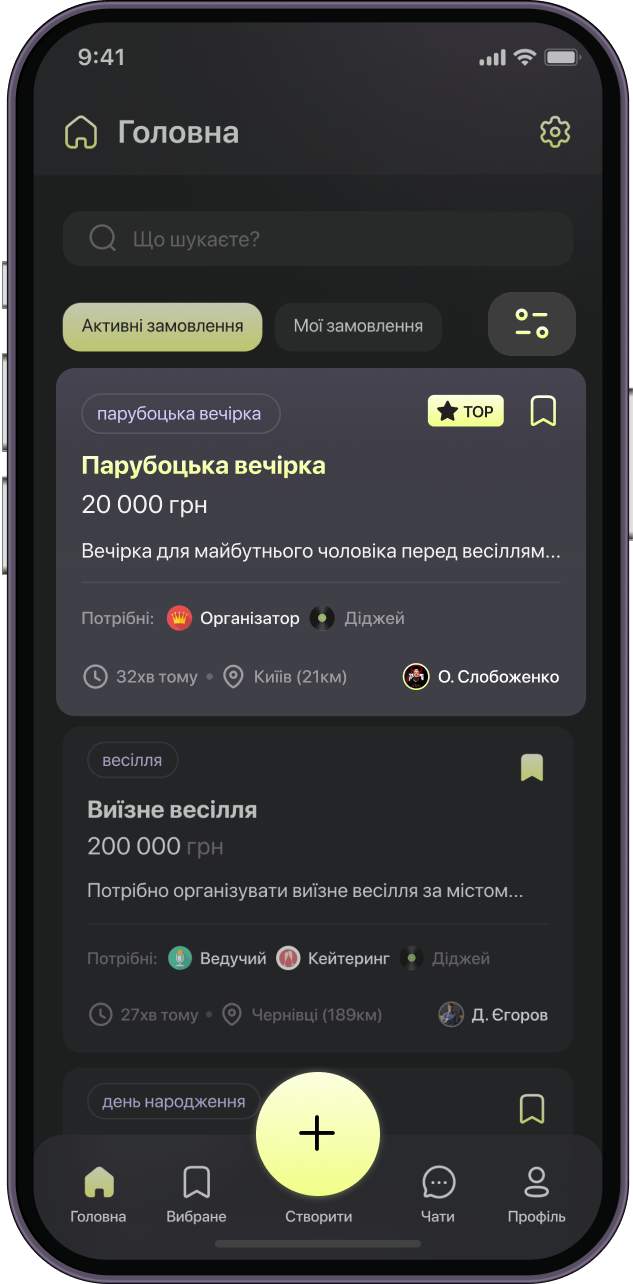 9:41
Головна
Що шукаєте?
Активні замовлення
Мої замовлення
парубоцька вечірка
TOP
Парубоцька вечірка
20 000 грн
Вечірка для майбутнього чоловіка перед весіллям...
Потрібні: Організатор Діджей
32хв тому • Київ (21км) О. Слобоженко
весілля
Виїзне весілля
200 000 грн
Потрібно організувати виїзне весілля за містом...
Потрібні: Ведучий Кейтеринг Діджей
27хв тому • Чернівці (189км) Д. Єгоров
день народження
Головна Вибране Створити Чати Профіль